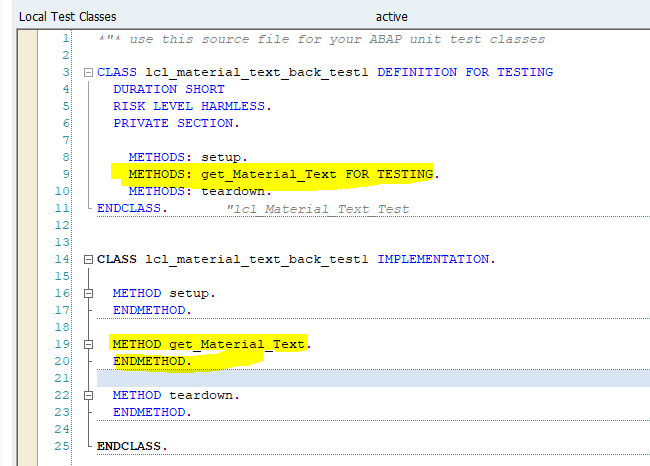 Local Test Classes active
1 *"* use this source file for your ABAP unit test classes
2
3 CLASS lcl_material_text_back_test1 DEFINITION FOR TESTING
4 DURATION SHORT
5 RISK LEVEL HARMLESS.
6 PRIVATE SECTION.
7
8 METHODS: setup.
9 METHODS: get_Material_Text FOR TESTING.
10 METHODS: teardown.
11 ENDCLASS. "lcl_Material_Text_Test
12
13
14 CLASS lcl_material_text_back_test1 IMPLEMENTATION.
15
16 METHOD setup.
17 ENDMETHOD.
18
19 METHOD get_Material_Text.
20 ENDMETHOD.
21
22 METHOD teardown.
23 ENDMETHOD.
24
25 ENDCLASS.